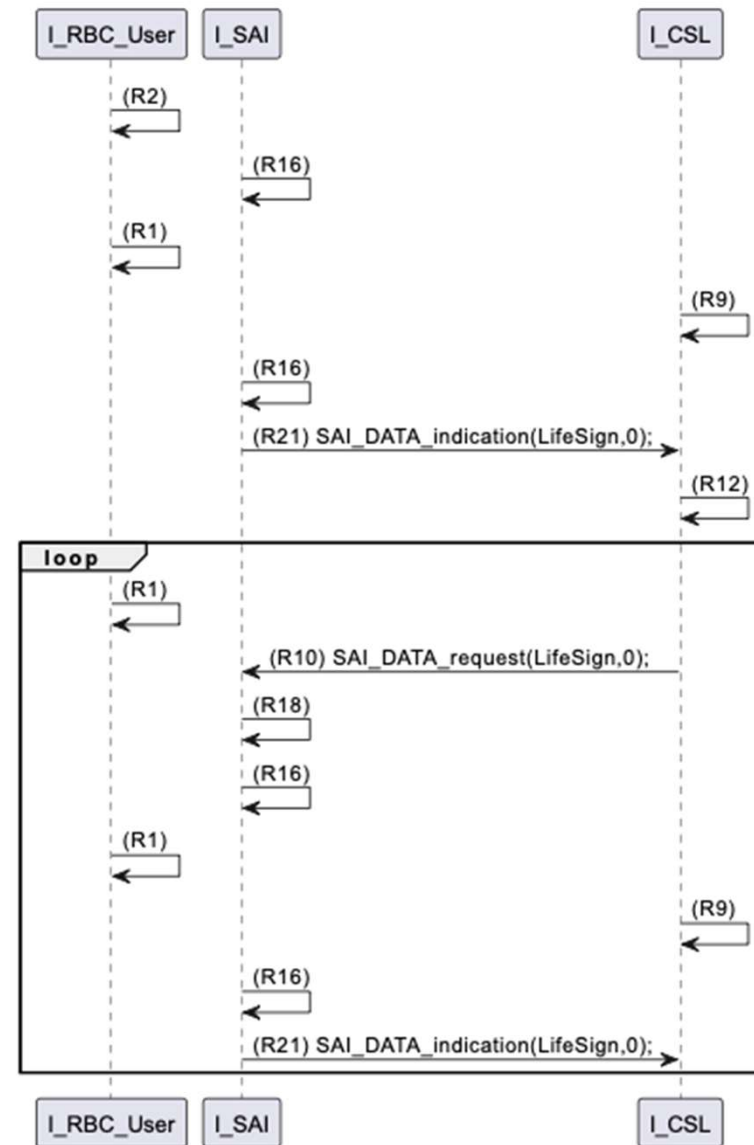 I_RBC_User I_SAI I_CSL
(R2)
(R16)
(R1)
(R9)
(R16)
(R21) SAI_DATA_indication(LifeSign,0);
(R12)
loop
(R1)
(R10) SAI_DATA_request(LifeSign,0);
(R18)
(R16)
(R1)
(R9)
(R16)
(R21) SAI_DATA_indication(LifeSign,0);
I_RBC_User I_SAI I_CSL